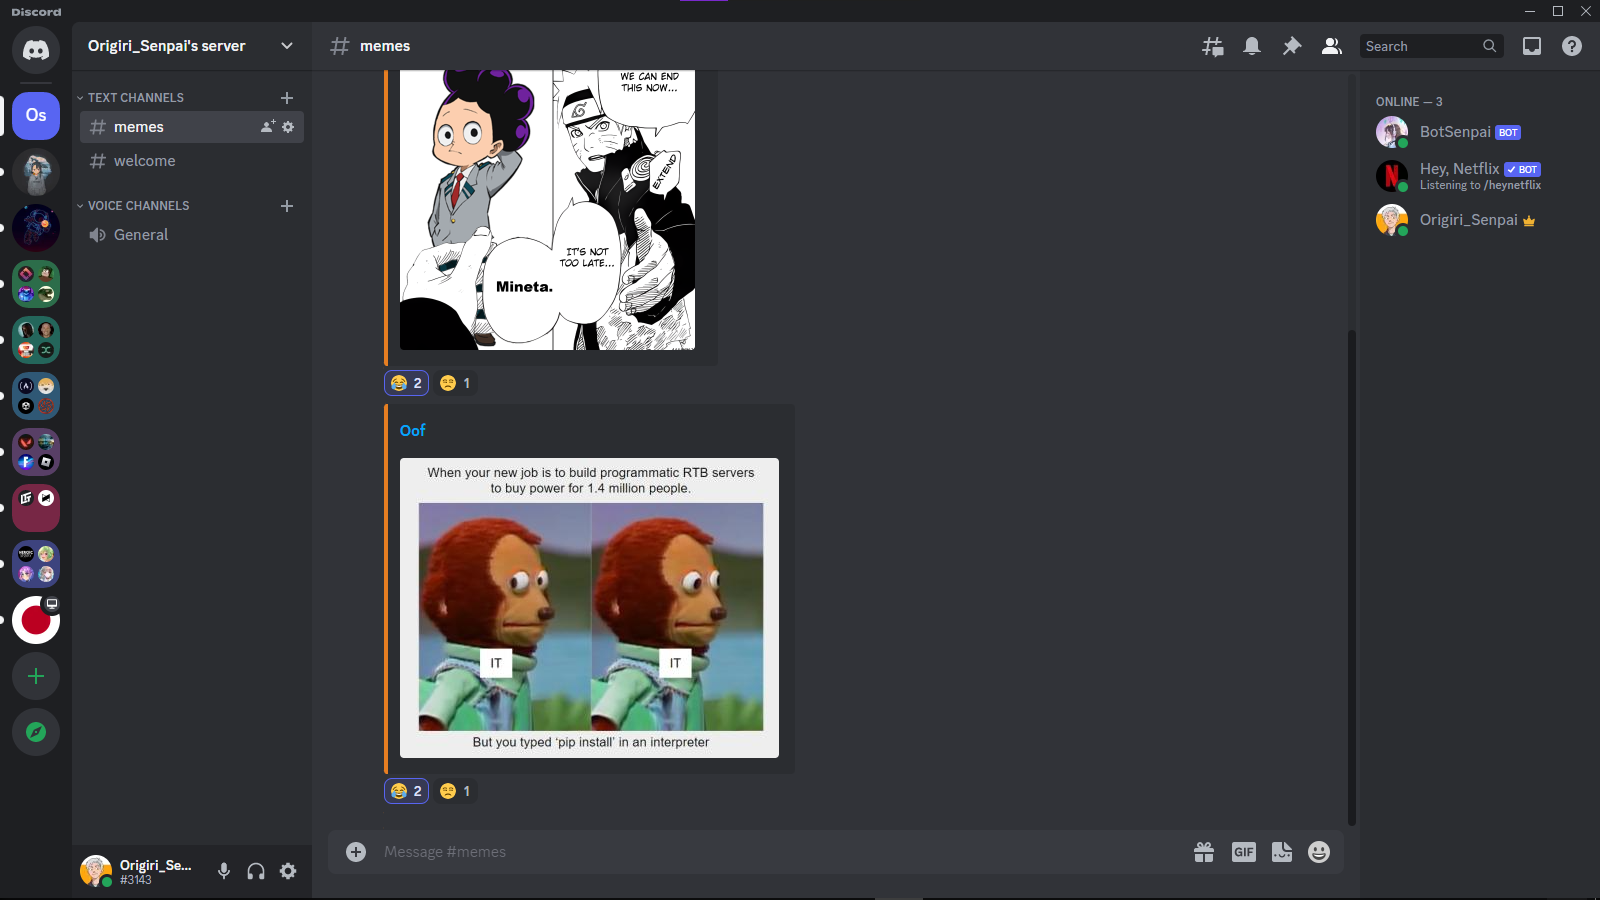 Discord
Origiri_Senpai's server
memes
Search
Os
TEXT CHANNELS
memes
welcome
VOICE CHANNELS
General
WE CAN END
THIS NOW...
EXTEND
IT'S NOT
TOO LATE...
Mineta.
2
1
Oof
When your new job is to build programmatic RTB servers
to buy power for 1.4 million people.
IT
IT
But you typed ‘pip install’ in an interpreter
2
1
Message #memes
GIF
ONLINE — 3
BotSenpai BOT
N
Hey, Netflix BOT
Listening to /heynetflix
Origiri_Senpai
Origiri_Se...
#3143